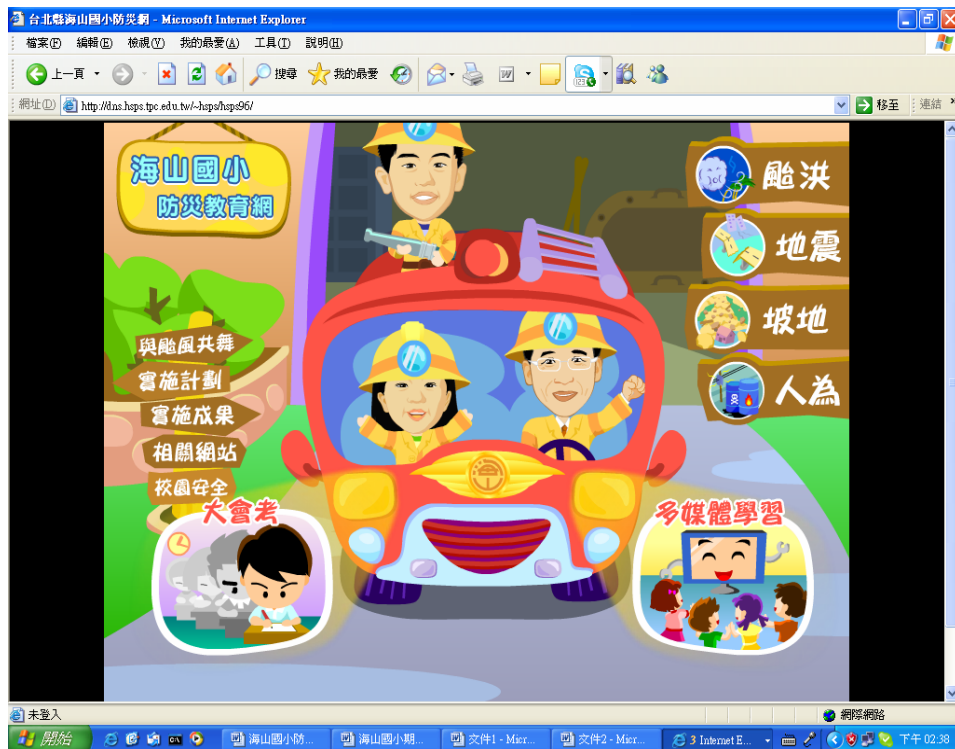 台北縣海山國小防災網 - Microsoft Internet Explorer
檔案(F) 編輯(E) 檢視(V) 我的最愛(A) 工具(T) 說明(H)
上一頁 搜尋 我的最愛
網址(D) http://dns.hsps.tpc.edu.tw/~hsps/hsps96/ 移至 連結 »
海山國小
防災教育網
颱洪
地震
坡地
人為
與颱風共舞
實施計劃
實施成果
相關網站
校園安全
大會考
多媒體學習
未登入 網際網路
開始 海山國小防... 海山國小期... 文件1 - Micr... 文件2 - Micr... 3 Internet E... 下午 02:38